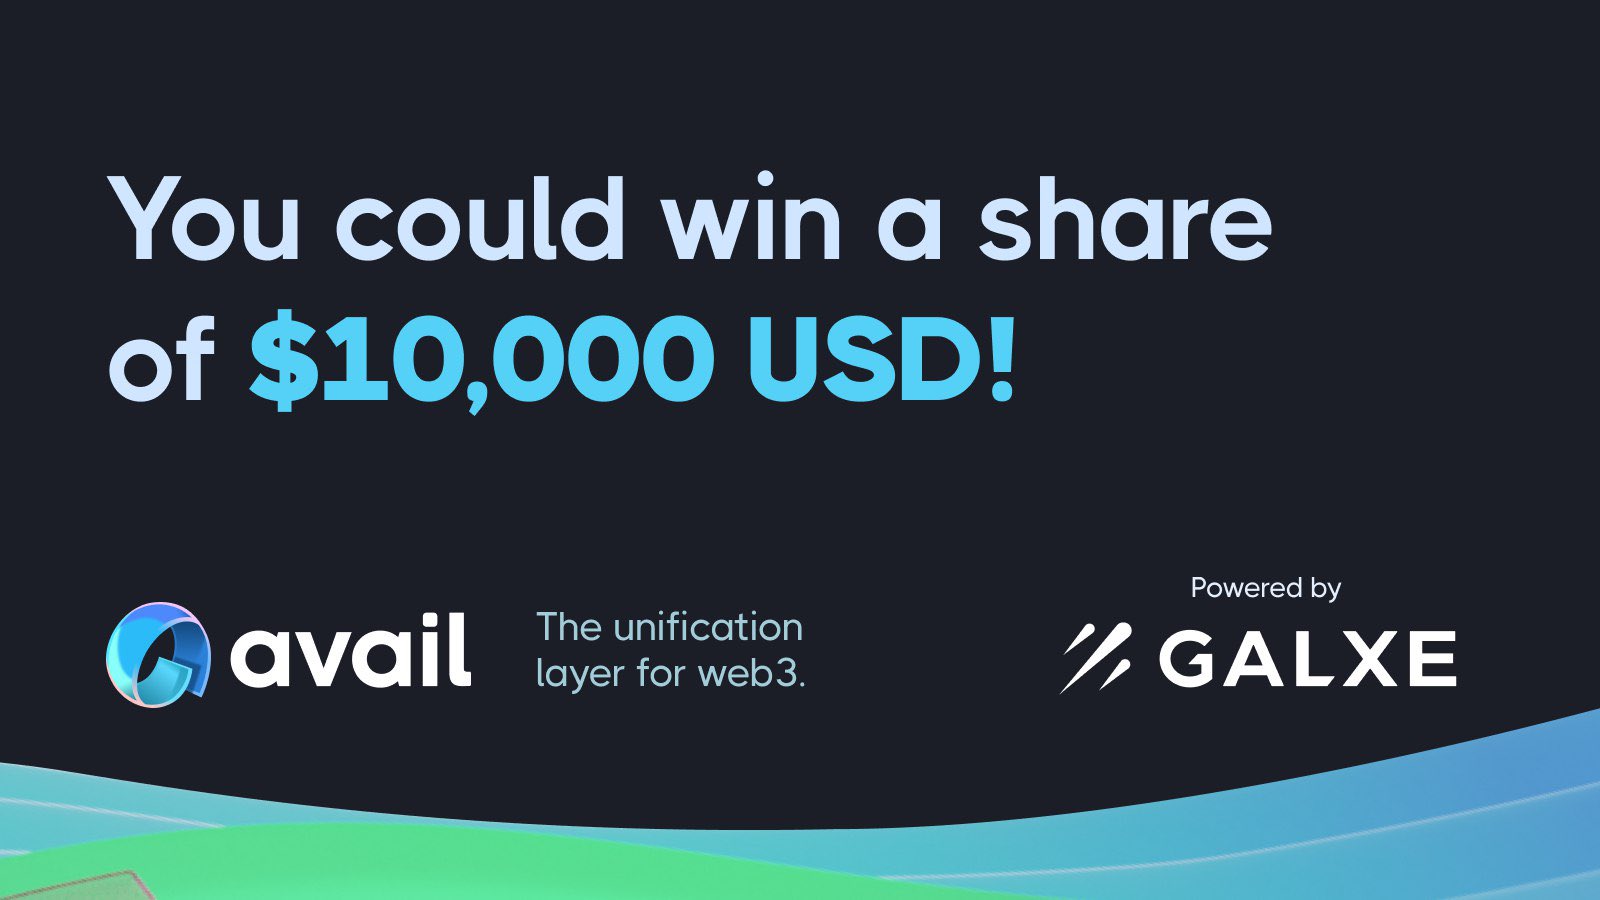 You could win a share
of $10,000 USD!
avail
The unification
layer for web3.
Powered by
GALXE